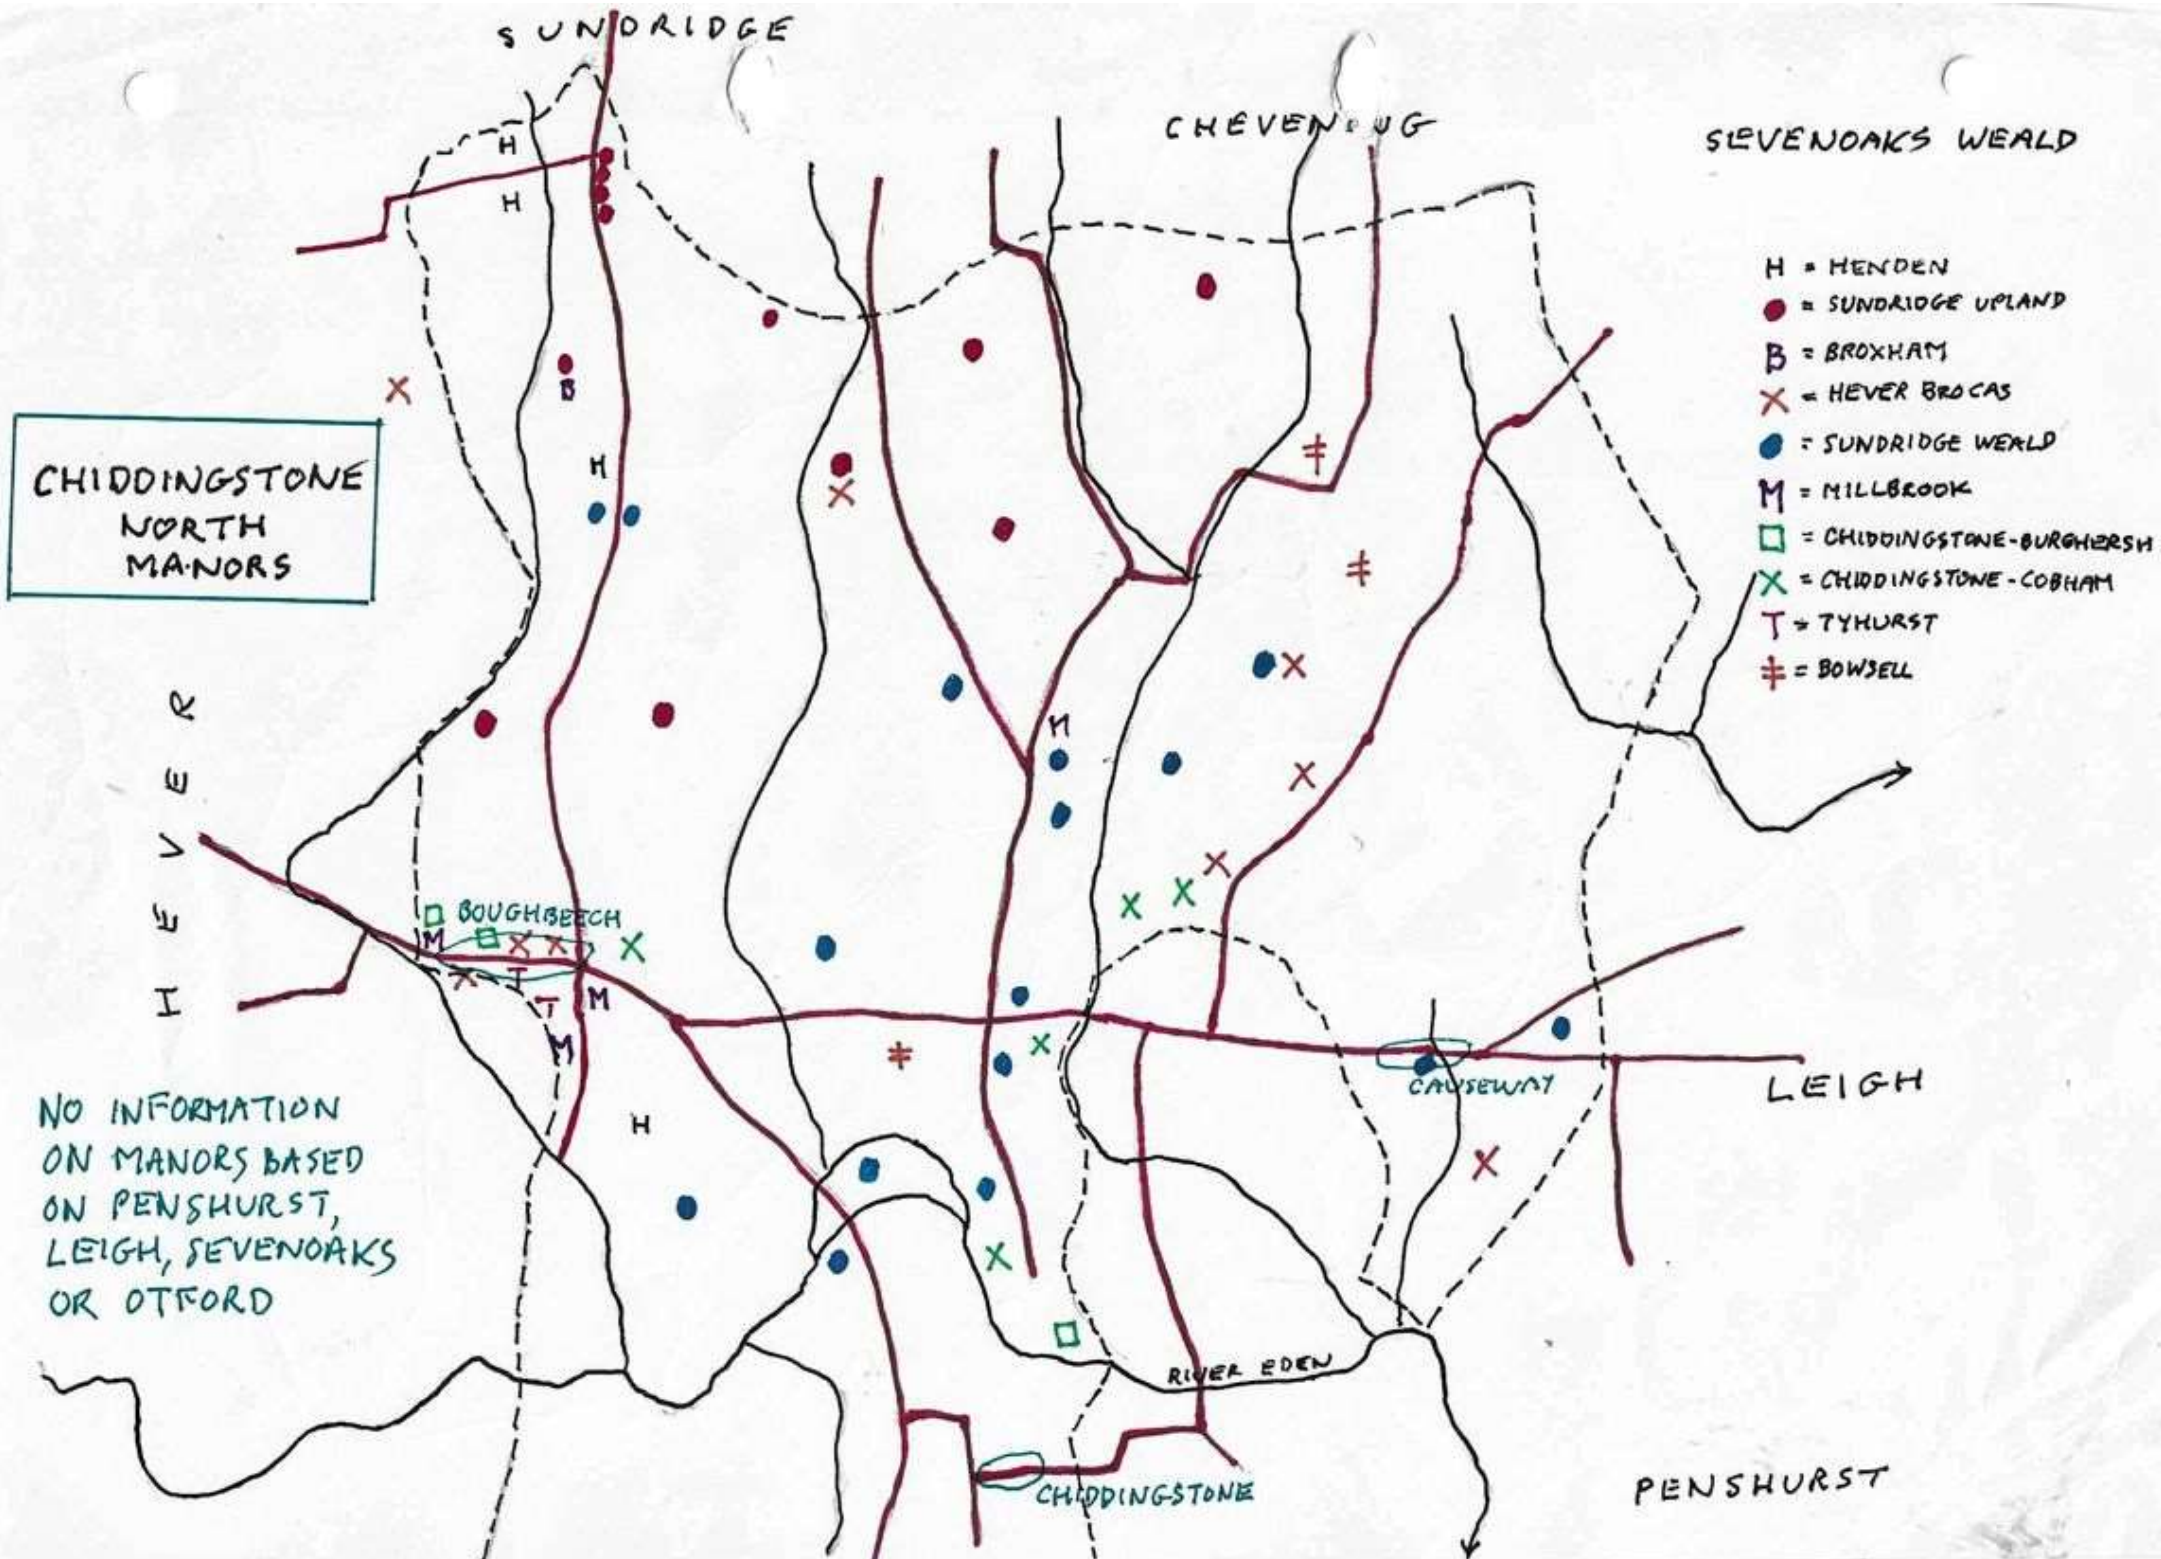 SUNDRIDGE
CHEVENING
SEVENOAKS WEALD
H = HENDEN
= SUNDRIDGE UPLAND
B = BROXHAM
= HEVER BROCAS
= SUNDRIDGE WEALD
M = MILLBROOK
= CHIDDINGSTONE-BURGHERSH
X = CHIDDINGSTONE-COBHAM
T = TYHURST
= BOWSELL
CHIDDINGSTONE
NORTH
MANORS
H
H
B
H
M
HEVER
BOUGHBEECH
M
T
T
M
M
H
CAUSEWAY
LEIGH
NO INFORMATION
ON MANORS BASED
ON PENSHURST,
LEIGH, SEVENOAKS
OR OTFORD
RIVER EDEN
CHIDDINGSTONE
PENSHURST